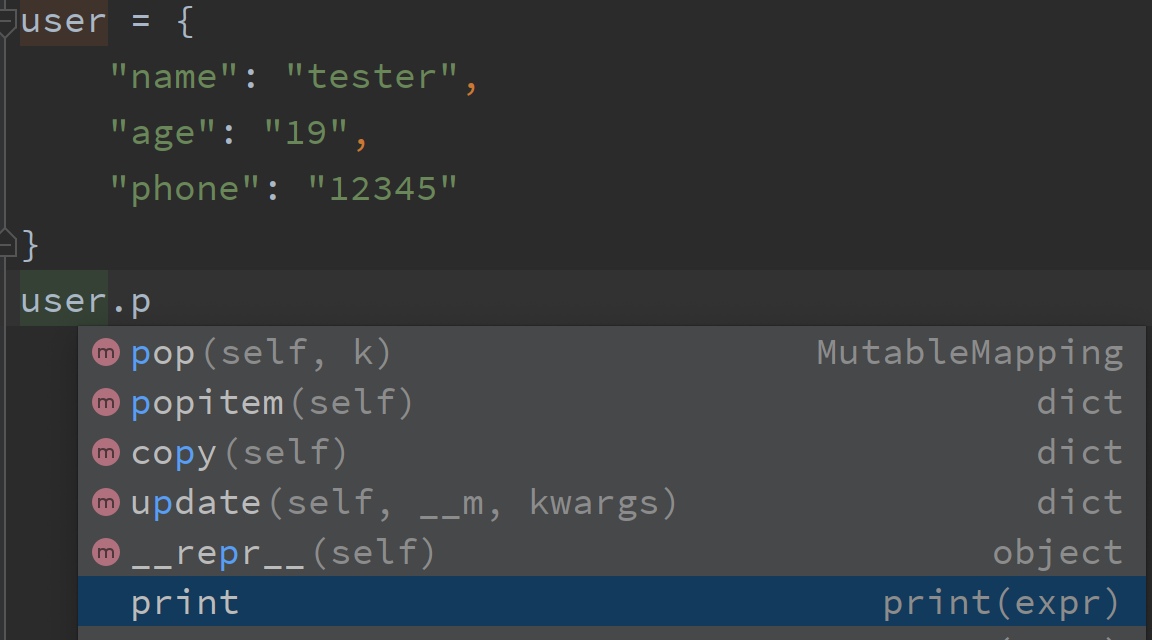 user = {
"name": "tester",
"age": "19",
"phone": "12345"
}
user.p
m pop(self, k) MutableMapping
m popitem(self) dict
m copy(self) dict
m update(self, __m, kwargs) dict
m __repr__(self) object
print print(expr)